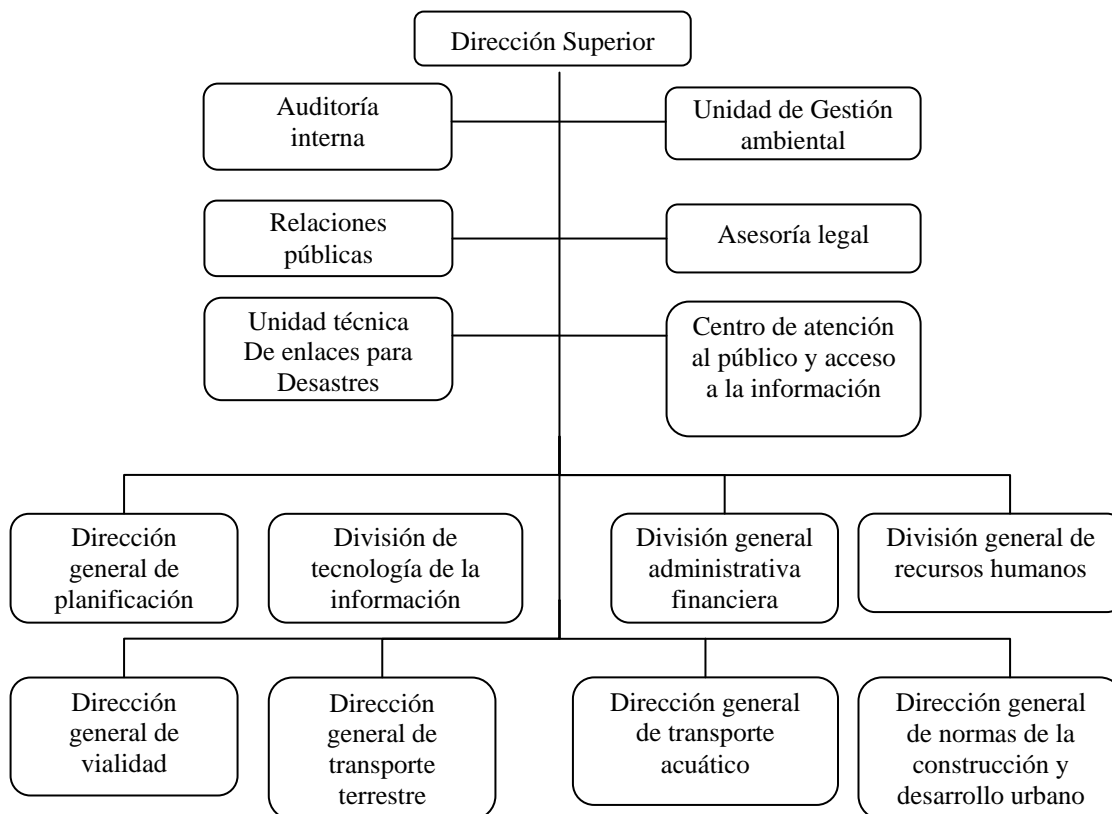 Dirección Superior
Auditoría
interna
Unidad de Gestión
ambiental
Relaciones
públicas
Asesoría legal
Unidad técnica
De enlaces para
Desastres
Centro de atención
al público y acceso
a la información
Dirección
general de
planificación
División de
tecnología de la
información
División general
administrativa
financiera
División general de
recursos humanos
Dirección
general de
vialidad
Dirección
general de
transporte
terrestre
Dirección general
de transporte
acuático
Dirección general
de normas de la
construcción y
desarrollo urbano